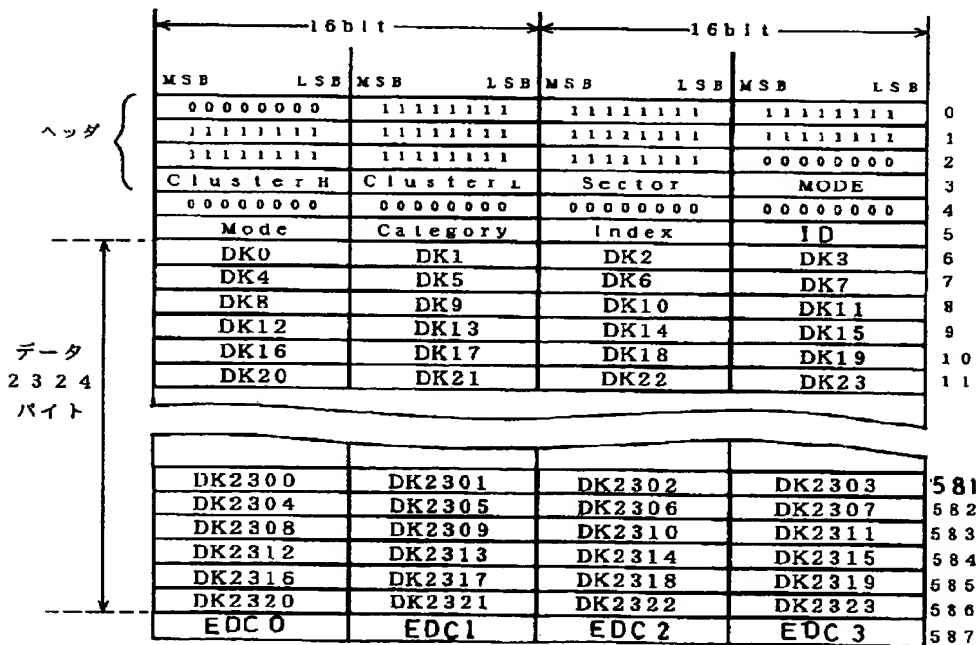 16bit 16bit
MSB LSB MSB LSB MSB LSB MSB LSB
ヘッダ
00000000 11111111 11111111 11111111 0
11111111 11111111 11111111 11111111 1
11111111 11111111 11111111 00000000 2
ClusterH ClusterL Sector MODE 3
00000000 00000000 00000000 00000000 4
Mode Category Index ID 5
DK0 DK1 DK2 DK3 6
DK4 DK5 DK6 DK7 7
DK8 DK9 DK10 DK11 8
DK12 DK13 DK14 DK15 9
DK16 DK17 DK18 DK19 10
DK20 DK21 DK22 DK23 11
データ
2324
バイト
DK2300 DK2301 DK2302 DK2303 581
DK2304 DK2305 DK2306 DK2307 582
DK2308 DK2309 DK2310 DK2311 583
DK2312 DK2313 DK2314 DK2315 584
DK2316 DK2317 DK2318 DK2319 585
DK2320 DK2321 DK2322 DK2323 586
EDC0 EDC1 EDC2 EDC3 587